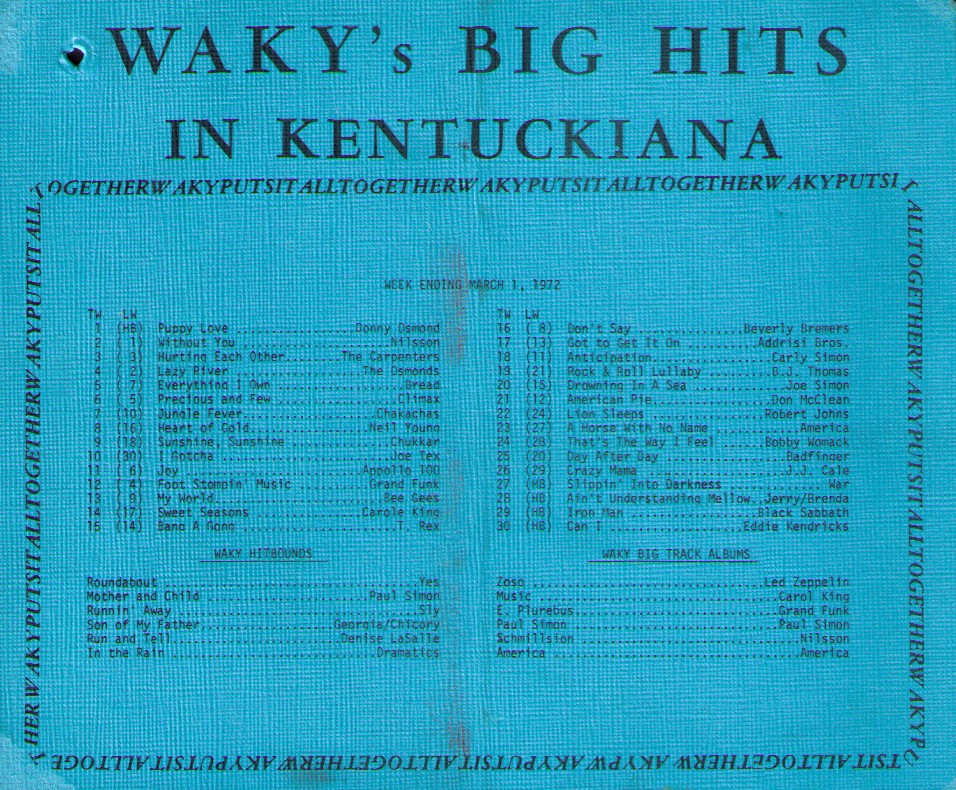 WAKY's BIG HITS
IN KENTUCKIANA
TOGETHERWAKYPUTSITALLTOGETHERWAKYPUTSITALLTOGETHERWAKYPUTSIT
WEEK ENDING MARCH 1, 1972
TW LW
1 (HB) Puppy Love ................Donny Osmond
2 ( 1) Without You ......................Nilsson
3 ( 3) Hurting Each Other........The Carpenters
4 ( 2) Lazy River ...................The Osmonds
5 ( 7) Everything I Own ...................Bread
6 ( 5) Precious and Few...................Climax
7 (10) Jungle Fever....................Chakachas
8 (16) Heart of Gold..................Neil Young
9 (18) Sunshine, Sunshine ...............Chukkar
10 (30) I Gotcha ........................Joe Tex
11 ( 6) Joy .........................Appollo 100
12 ( 4) Foot Stompin' Music ..........Grand Funk
13 ( 9) My World.......................Bee Gees
14 (17) Sweet Seasons ...............Carole King
15 (14) Bang A Gong ......................T. Rex
TW LW
16 ( 8) Don't Say ...............Beverly Bremers
17 (13) Got to Get It On ..........Addrisi Bros.
18 (11) Anticipation..................Carly Simon
19 (21) Rock & Roll Lullaby .........B.J. Thomas
20 (15) Drowning In A Sea .............Joe Simon
21 (12) American Pie.................Don McClean
22 (24) Lion Sleeps ................Robert Johns
23 (27) A Horse With No Name ...........America
24 (28) That's The Way I Feel ......Bobby Womack
25 (20) Day After Day .................Badfinger
26 (29) Crazy Mama ...................J.J. Cale
27 (HB) Slippin' Into Darkness ..............War
28 (HB) Ain't Understanding Mellow..Jerry/Brenda
29 (HB) Iron Man ..................Black Sabbath
30 (HB) Can I ....................Eddie Kendricks
WAKY HITBOUNDS
Roundabout ....................................Yes
Mother and Child ........................Paul Simon
Runnin' Away ...................................Sly
Son of My Father...................Georgia/Chicory
Run and Tell........................Denise LaSalle
In the Rain .............................Dramatics
WAKY BIG TRACK ALBUMS
Zoso .................................Led Zeppelin
Music ..................................Carol King
E. Plurebus.............................Grand Funk
Paul Simon..............................Paul Simon
Schmillsion ...............................Nilsson
America ...................................America
ALLTOGETHERWAKYPUTSITALLTOGETHERWAKYPU
TSITALLTOGETHERWAKYPWAKYPUTSITALLTOGETHERWAKYPUTSITALLTOGE
THERWAKYPUTSITALLTOGETHERWAKYPUTSITALL